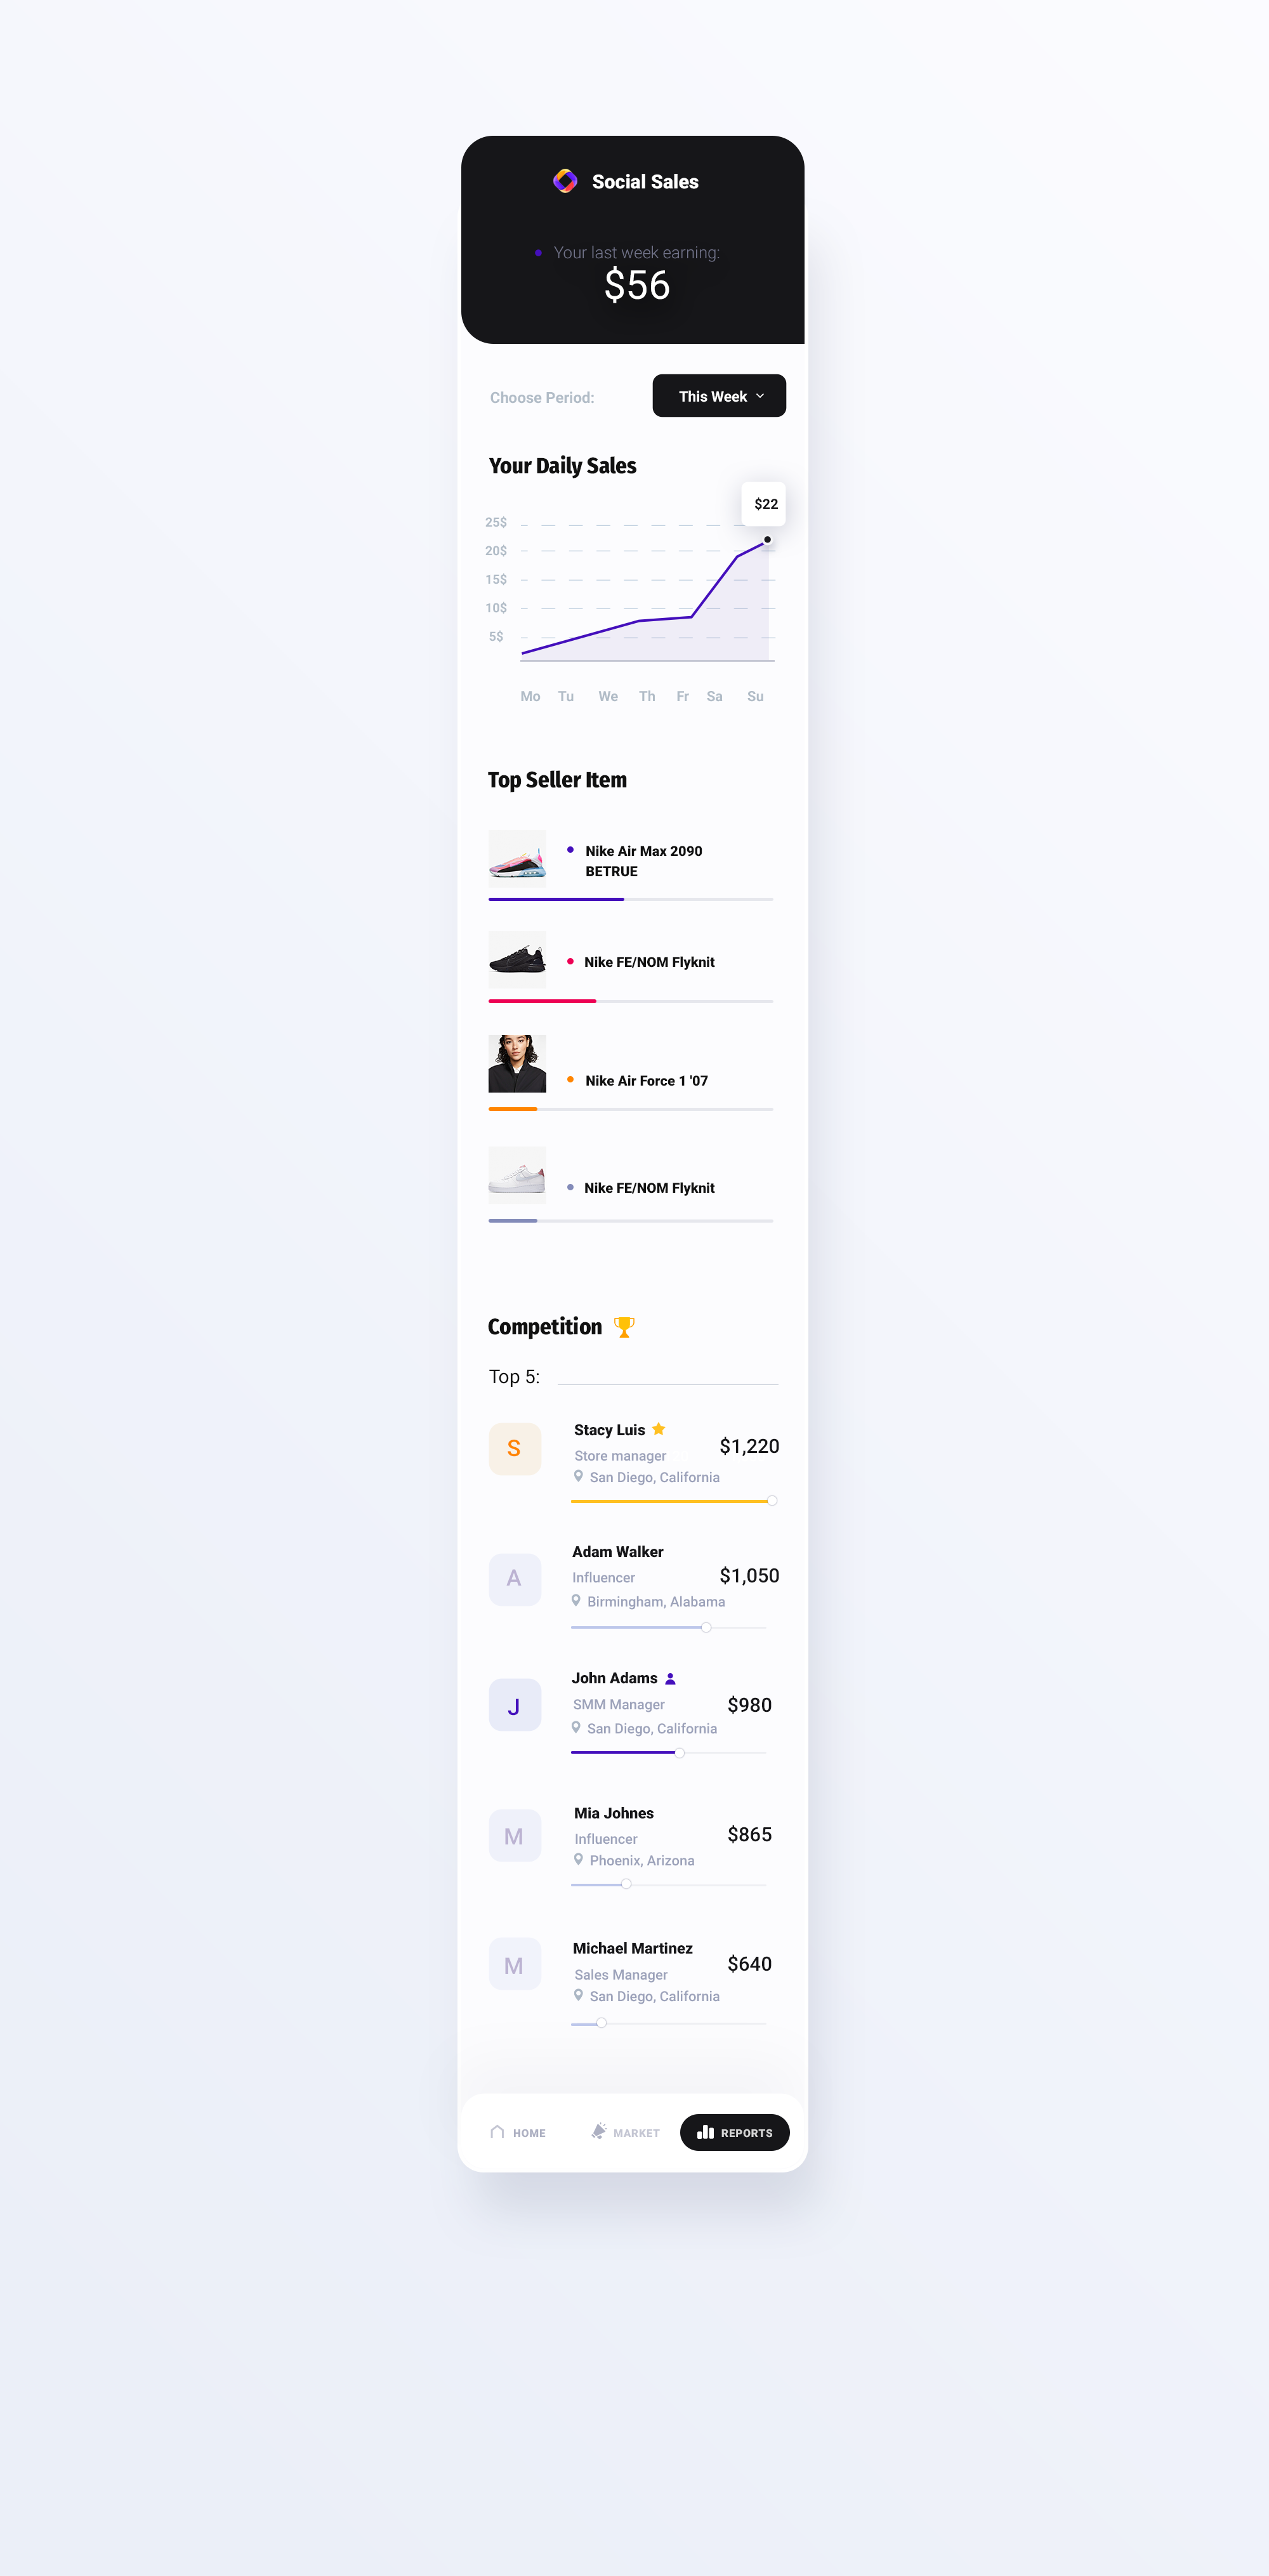 Social Sales
Your last week earning:
$56
Choose Period:
This Week
Your Daily Sales
$22
25$
20$
15$
10$
5$
Mo Tu We Th Fr Sa Su
Top Seller Item
Nike Air Max 2090
BETRUE
Nike FE/NOM Flyknit
Nike Air Force 1 '07
Nike FE/NOM Flyknit
Competition
Top 5:
S
Stacy Luis
Store manager
$1,220
San Diego, California
A
Adam Walker
Influencer
$1,050
Birmingham, Alabama
J
John Adams
SMM Manager
$980
San Diego, California
M
Mia Johnes
Influencer
$865
Phoenix, Arizona
M
Michael Martinez
Sales Manager
$640
San Diego, California
HOME MARKET REPORTS